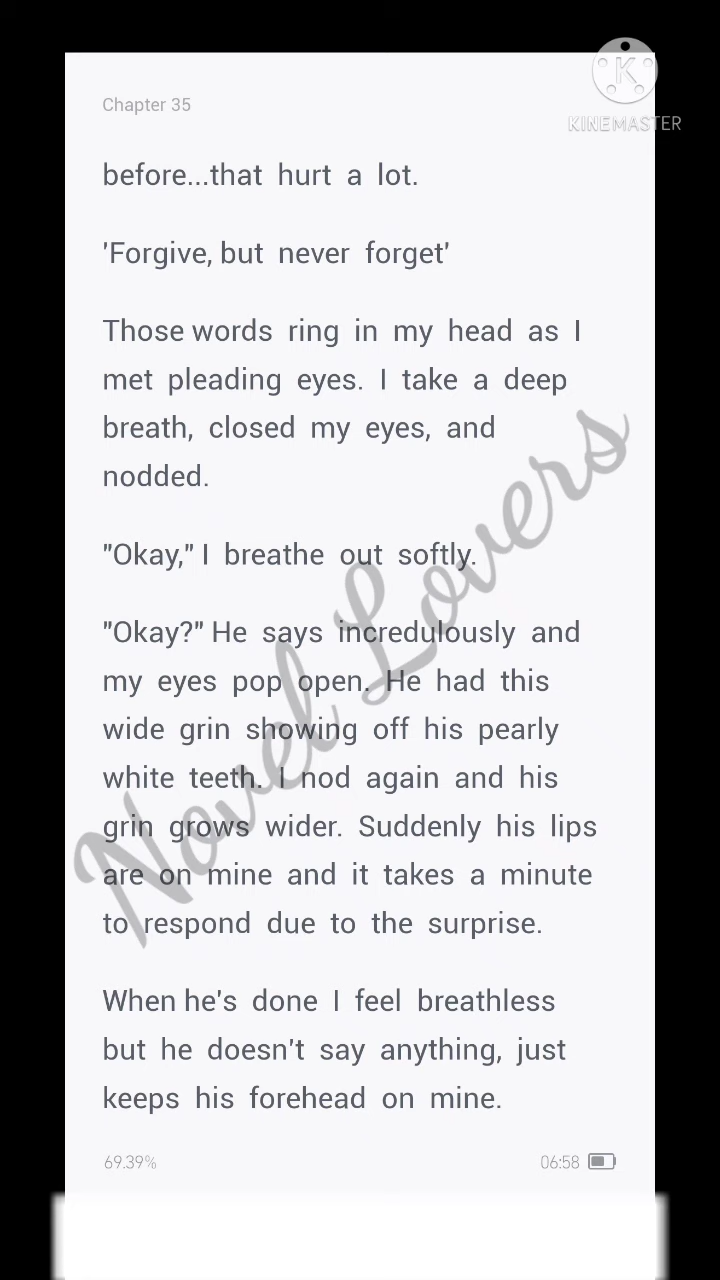 Chapter 35
KINEMASTER
before...that hurt a lot.
'Forgive, but never forget'
Those words ring in my head as I
met pleading eyes. I take a deep
breath, closed my eyes, and
nodded.
"Okay," I breathe out softly.
"Okay?" He says incredulously and
my eyes pop open. He had this
wide grin showing off his pearly
white teeth. I nod again and his
grin grows wider. Suddenly his lips
are on mine and it takes a minute
to respond due to the surprise.
When he's done I feel breathless
but he doesn't say anything, just
keeps his forehead on mine.
Novel Lovers
69.39%
06:58